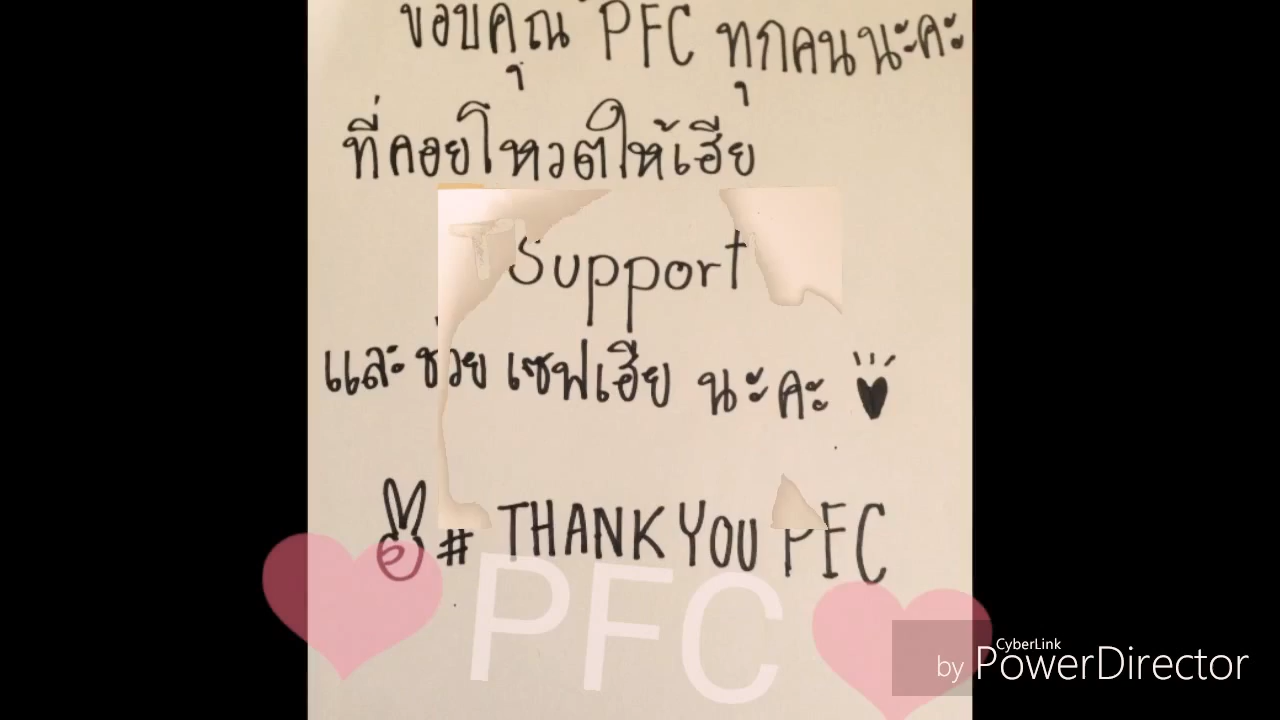 ขอบคุณ PFC ทุกคนนะคะ
ที่คอยโหวตให้เฮีย
Support
และช่วย เซฟเฮีย นะคะ
# THANK YOU PFC
PFC
CyberLink
by PowerDirector